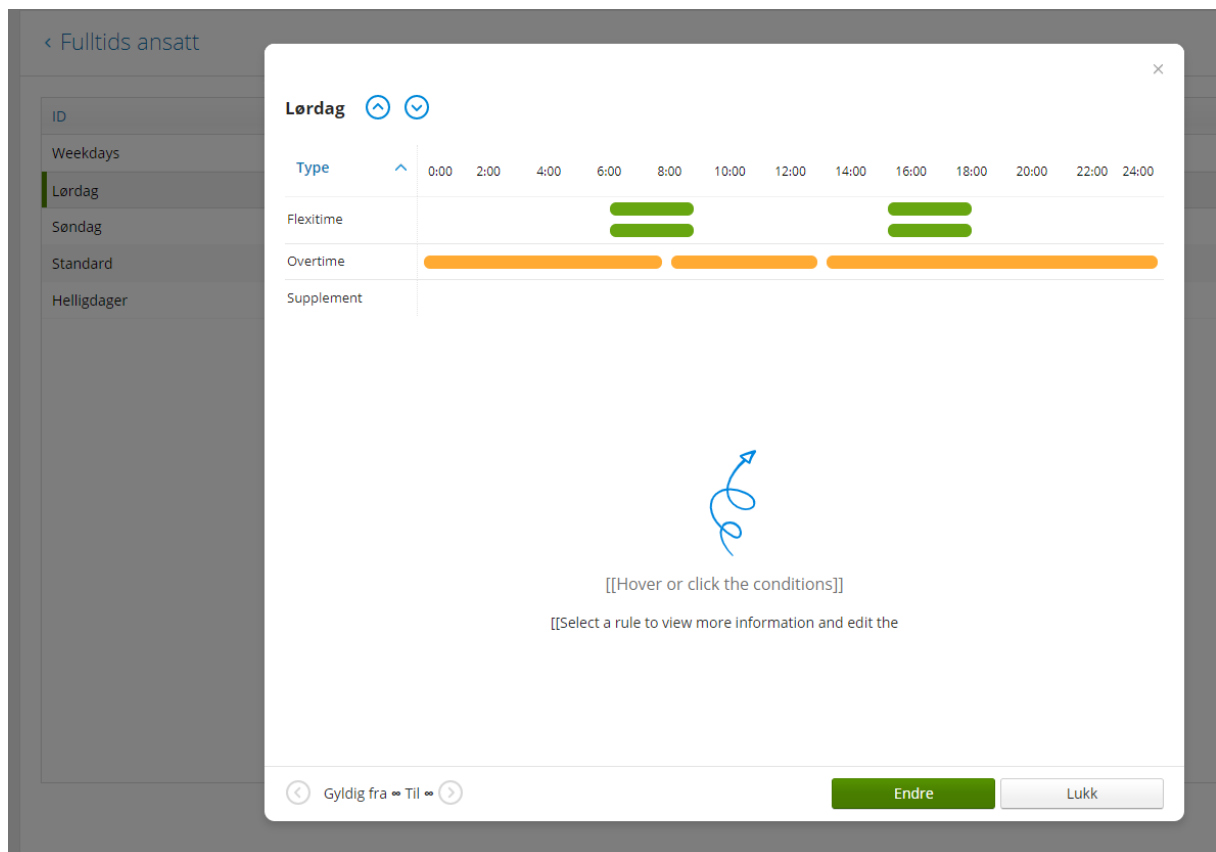 Fulltids ansatt
ID
Weekdays
Lørdag
Søndag
Standard
Helligdager
Lørdag
Type
0:00 2:00 4:00 6:00 8:00 10:00 12:00 14:00 16:00 18:00 20:00 22:00 24:00
Flexitime
Overtime
Supplement
[[Hover or click the conditions]]
[[Select a rule to view more information and edit the
Gyldig fra ∞ Til ∞
Endre
Lukk